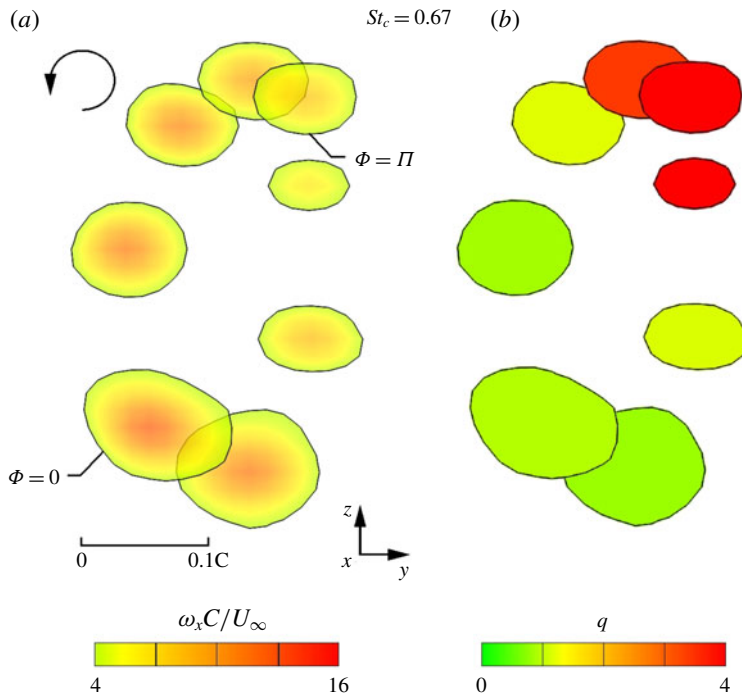 (a) St_c = 0.67 (b)
Φ = Π
Φ = 0
z
x
y
0 0.1C
ω_x C/U_∞
4 16
q
0 4